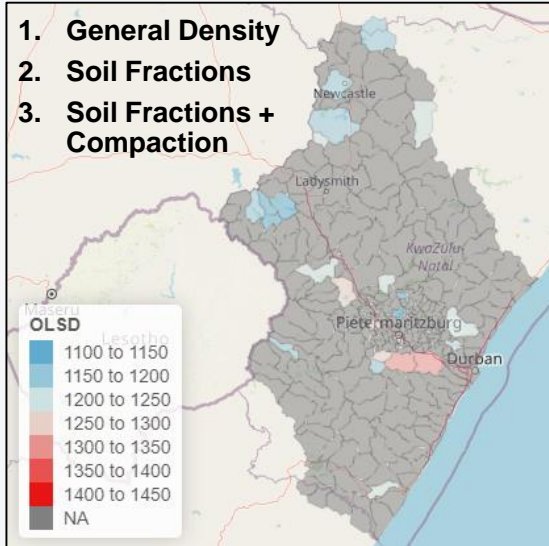 1. General Density
2. Soil Fractions
3. Soil Fractions +
Compaction
Newcastle
Ladysmith
KwaZulu-
Natal
Maseru
Lesotho
Pietermaritzburg
Durban
OLSD
1100 to 1150
1150 to 1200
1200 to 1250
1250 to 1300
1300 to 1350
1350 to 1400
1400 to 1450
NA